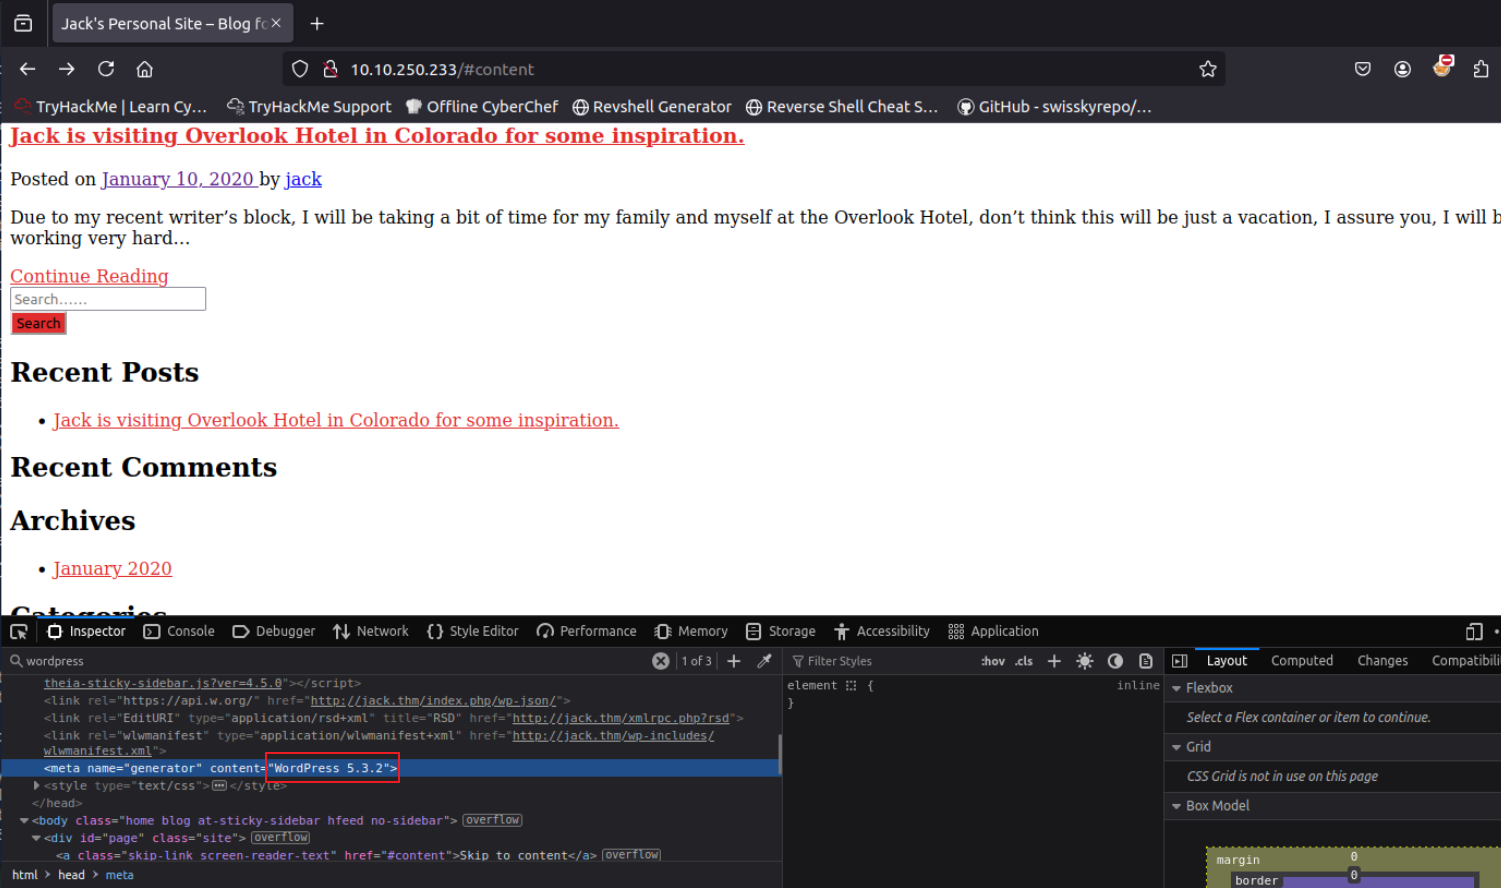 Jack's Personal Site – Blog fo
10.10.250.233/#content
TryHackMe | Learn Cy… TryHackMe Support Offline CyberChef Revshell Generator Reverse Shell Cheat S… GitHub - swisskyrepo/…
Jack is visiting Overlook Hotel in Colorado for some inspiration.
Posted on January 10, 2020 by jack
Due to my recent writer’s block, I will be taking a bit of time for my family and myself at the Overlook Hotel, don’t think this will be just a vacation, I assure you, I will b
working very hard…
Continue Reading
Search……
Search
Recent Posts
• Jack is visiting Overlook Hotel in Colorado for some inspiration.
Recent Comments
Archives
• January 2020
Categories
Inspector Console Debugger Network Style Editor Performance Memory Storage Accessibility Application
wordpress 1 of 3 + Filter Styles :hov .cls + Layout Computed Changes Compatibili
theia-sticky-sidebar.js?ver=4.5.0"></script>
<link rel="https://api.w.org/" href="http://jack.thm/index.php/wp-json/">
<link rel="EditURI" type="application/rsd+xml" title="RSD" href="http://jack.thm/xmlrpc.php?rsd">
<link rel="wlwmanifest" type="application/wlwmanifest+xml" href="http://jack.thm/wp-includes/
wlwmanifest.xml">
<meta name="generator" content="WordPress 5.3.2">
<style type="text/css">⋯</style>
</head>
<body class="home blog at-sticky-sidebar hfeed no-sidebar"> overflow
<div id="page" class="site"> overflow
<a class="skip-link screen-reader-text" href="#content">Skip to content</a> overflow
html > head > meta
element { inline
}
Flexbox
Select a Flex container or item to continue.
Grid
CSS Grid is not in use on this page
Box Model
margin 0
border 0